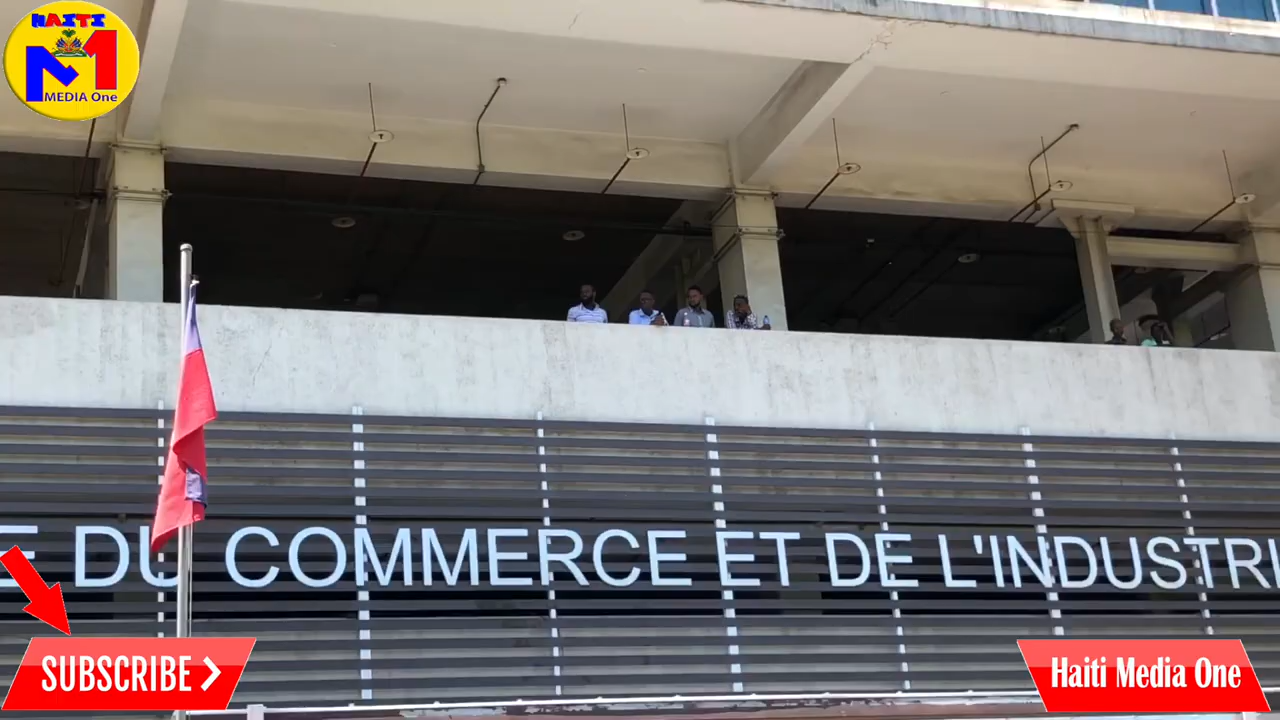 HAITI
MEDIA One
E DU COMMERCE ET DE L'INDUSTRI
SUBSCRIBE
Haiti Media One